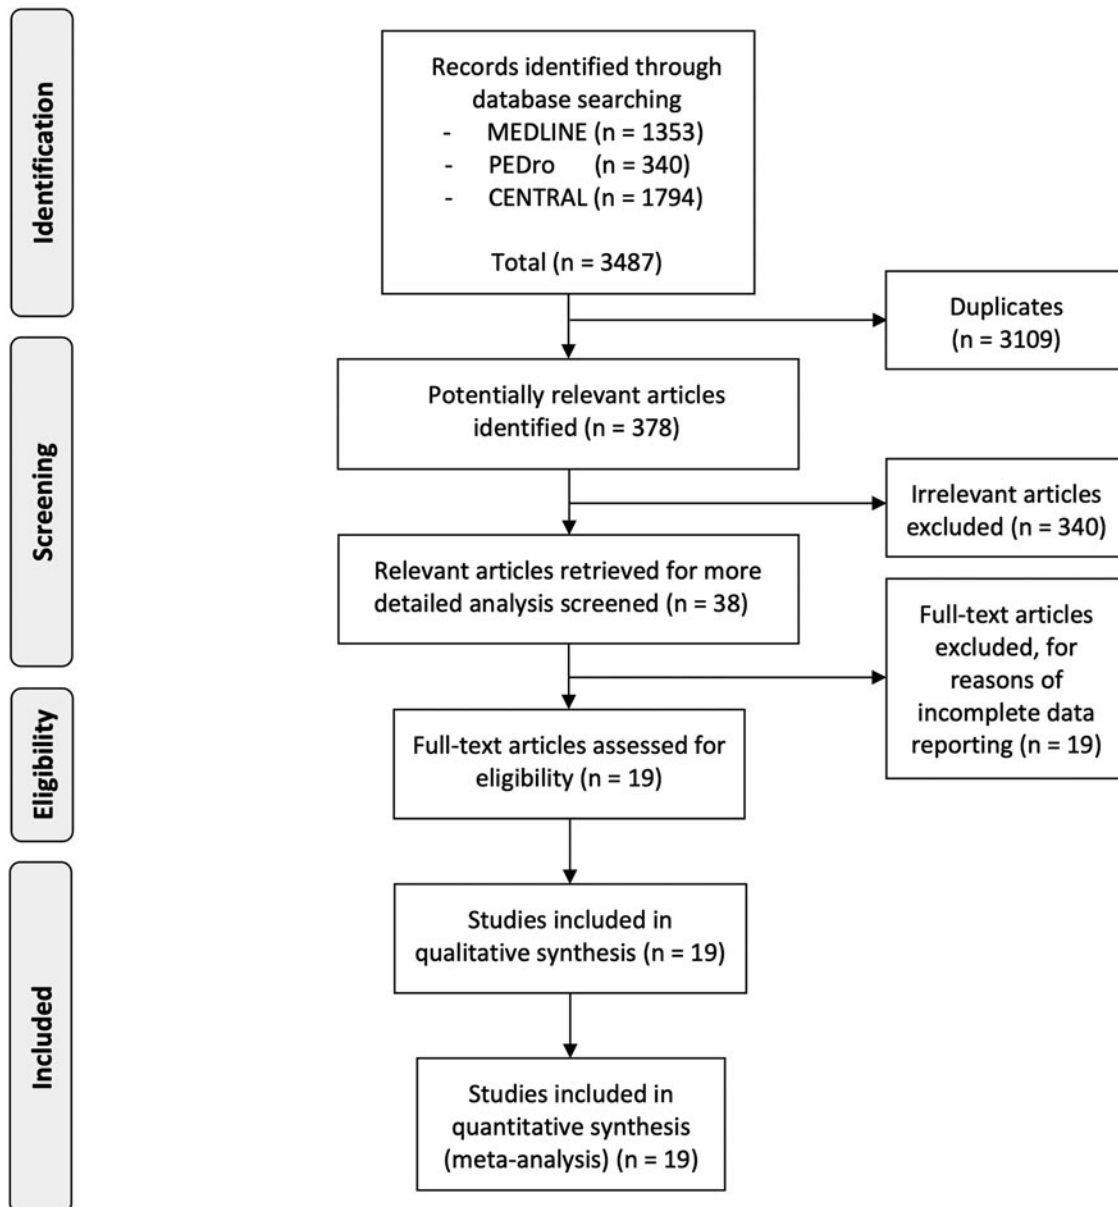 Identification
Records identified through
database searching
- MEDLINE (n = 1353)
- PEDro (n = 340)
- CENTRAL (n = 1794)
Total (n = 3487)
Duplicates
(n = 3109)
Screening
Potentially relevant articles
identified (n = 378)
Irrelevant articles
excluded (n = 340)
Relevant articles retrieved for more
detailed analysis screened (n = 38)
Full-text articles
excluded, for
reasons of
incomplete data
reporting (n = 19)
Eligibility
Full-text articles assessed for
eligibility (n = 19)
Included
Studies included in
qualitative synthesis (n = 19)
Studies included in
quantitative synthesis
(meta-analysis) (n = 19)